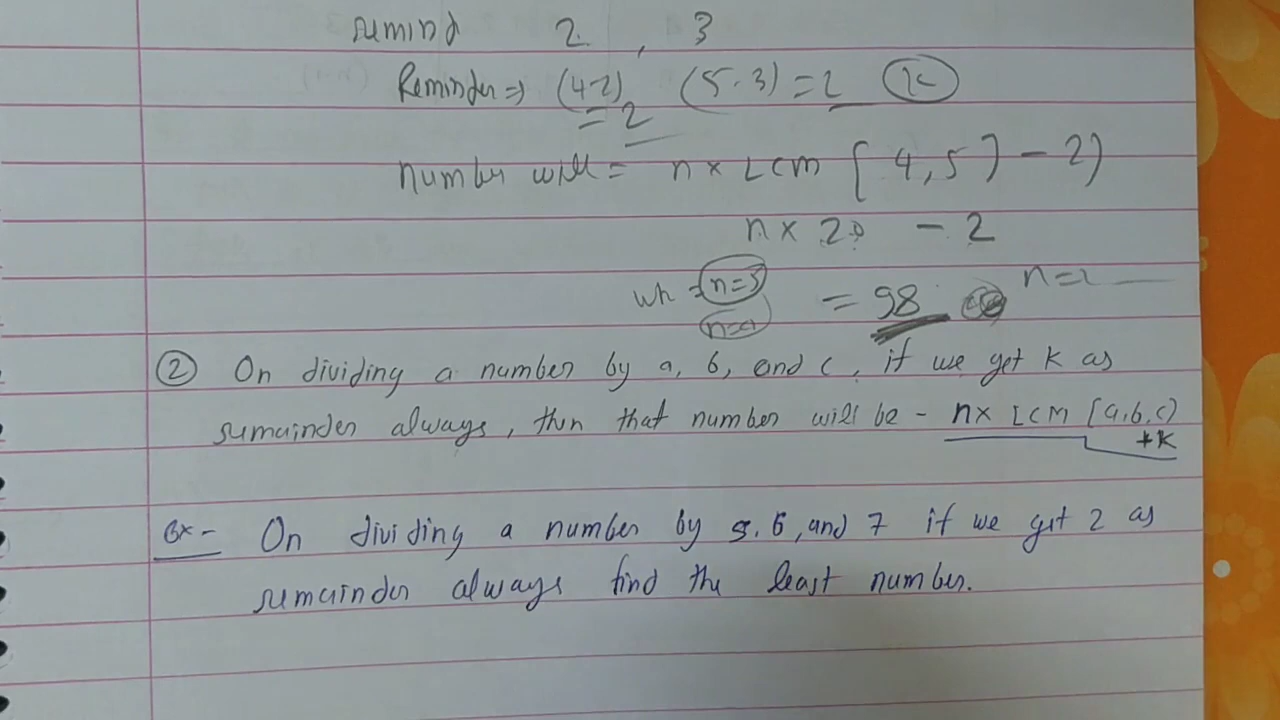 remind 2 , 3
Reminder => (4-2) (5-3) = 2 K
= 2
number will = n x LCM [4,5] - 2)
n x 20 - 2
wh = n=5 = 98 n=1
② On dividing a number by a, b, and c, if we get K as
remainder always, then that number will be - n x LCM [a,b,c)
+K
Ex - On dividing a number by 5, 6, and 7 if we get 2 as
remainder always find the least number.